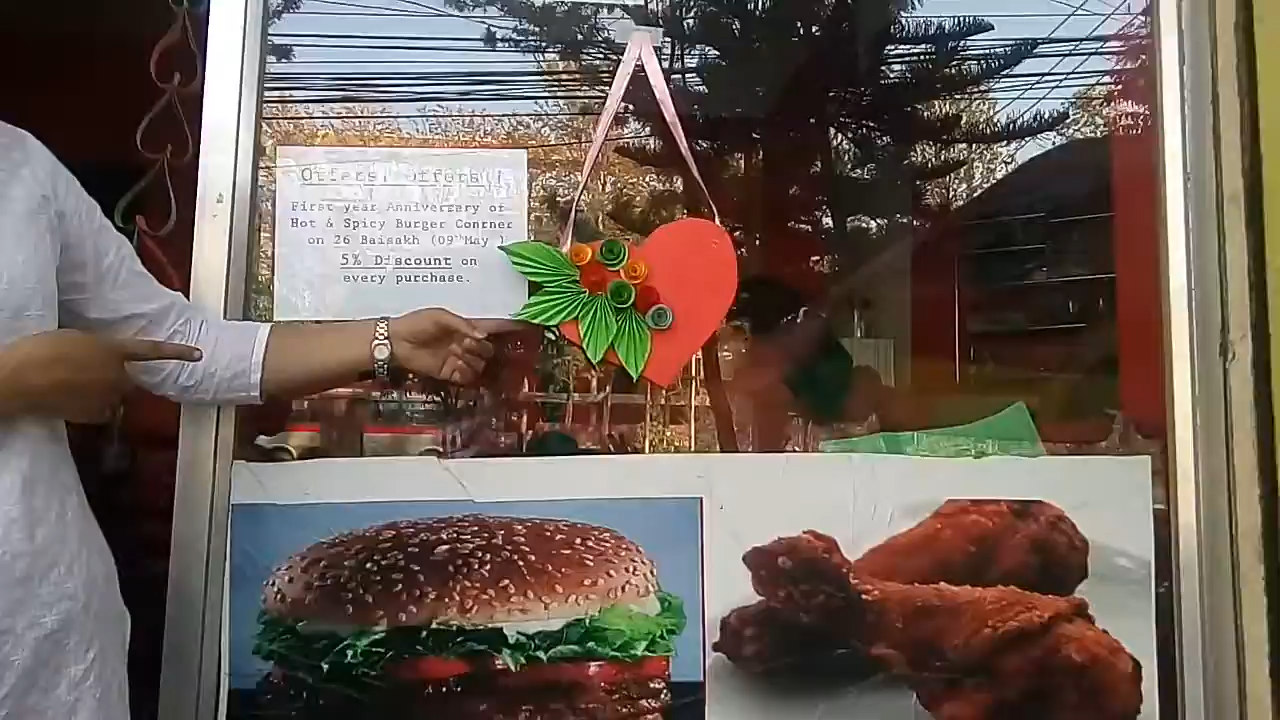 Offers! Offers!!
First year Anniversary of
Hot & Spicy Burger Conrner
on 26 Baisakh (09th May )
5% Discount on
every purchase.